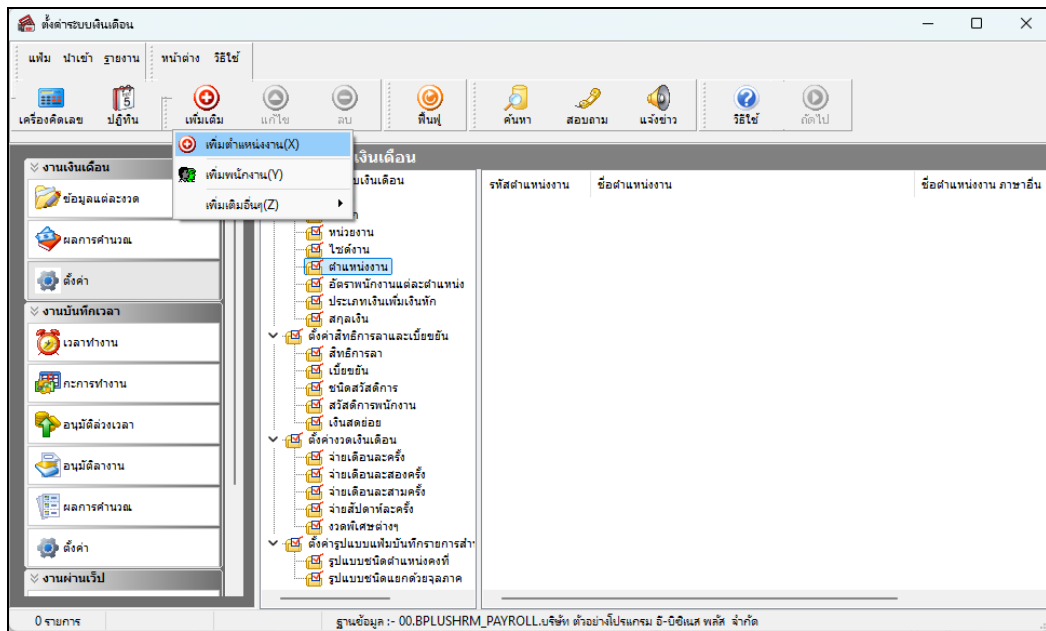 ตั้งค่าระบบเงินเดือน
แฟ้ม นำเข้า รายงาน หน้าต่าง วิธีใช้
เครื่องคิดเลข ปฏิทิน เพิ่มเติม แก้ไข ลบ ฟื้นฟู ค้นหา สอบถาม แจ้งข่าว วิธีใช้ ถัดไป
เพิ่มตำแหน่งงาน(X)
เพิ่มพนักงาน(Y)
เพิ่มเติมอื่นๆ(Z)
งานเงินเดือน
ข้อมูลแต่ละงวด
ผลการคำนวณ
ตั้งค่า
งานบันทึกเวลา
เวลาทำงาน
กะการทำงาน
อนุมัติล่วงเวลา
อนุมัติลางาน
ผลการคำนวณ
ตั้งค่า
งานผ่านเว็ป
เงินเดือน
หน่วยงาน
ไซด์งาน
ตำแหน่งงาน
อัตราพนักงานแต่ละตำแหน่ง
ประเภทเงินเพิ่มเงินหัก
สกุลเงิน
ตั้งค่าสิทธิการลาและเบี้ยขยัน
สิทธิการลา
เบี้ยขยัน
ชนิดสวัสดิการ
สวัสดิการพนักงาน
เงินสดย่อย
ตั้งค่างวดเงินเดือน
จ่ายเดือนละครั้ง
จ่ายเดือนละสองครั้ง
จ่ายเดือนละสามครั้ง
จ่ายสัปดาห์ละครั้ง
งวดพิเศษต่างๆ
ตั้งค่ารูปแบบแฟ้มบันทึกรายการสำ
รูปแบบชนิดตำแหน่งคงที่
รูปแบบชนิดแยกด้วยจุลภาค
รหัสตำแหน่งงาน ชื่อตำแหน่งงาน ชื่อตำแหน่งงาน ภาษาอื่น
0 รายการ ฐานข้อมูล :- 00.BPLUSHRM_PAYROLL.บริษัท ตัวอย่างโปรแกรม อี-บิซิเนส พลัส จำกัด